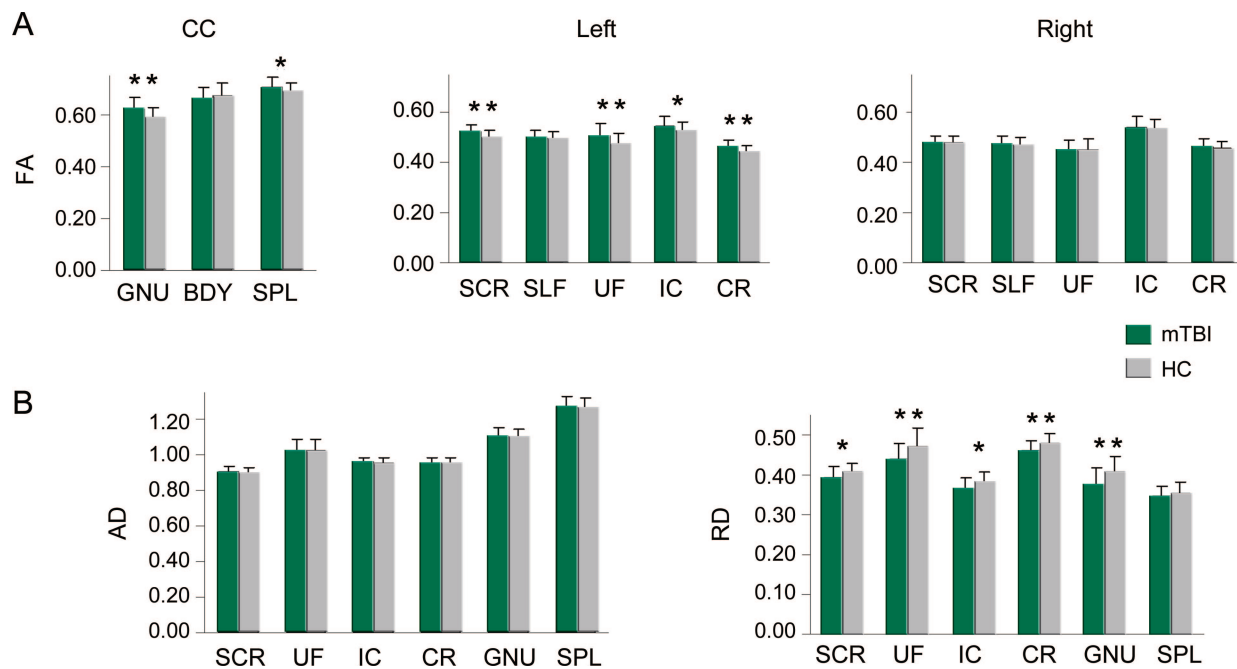 A
CC
Left
Right
FA
0.60
0.40
0.20
0.00
* *
*
GNU BDY SPL
0.60
0.40
0.20
0.00
* *
* *
*
* *
SCR SLF UF IC CR
0.60
0.40
0.20
0.00
SCR SLF UF IC CR
mTBI
HC
B
AD
1.20
1.00
0.80
0.60
0.40
0.20
0.00
SCR UF IC CR GNU SPL
RD
0.50
0.40
0.30
0.20
0.10
0.00
*
* *
*
* *
* *
SCR UF IC CR GNU SPL